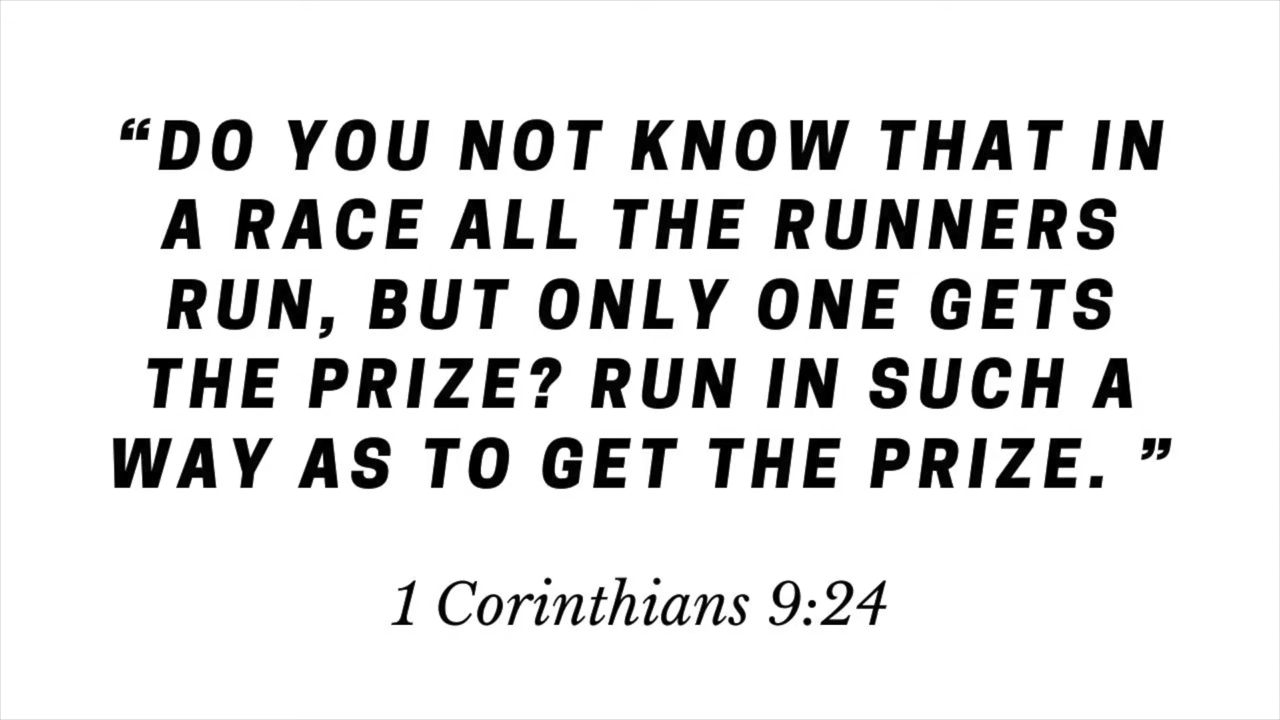 “DO YOU NOT KNOW THAT IN
A RACE ALL THE RUNNERS
RUN, BUT ONLY ONE GETS
THE PRIZE? RUN IN SUCH A
WAY AS TO GET THE PRIZE. ”
1 Corinthians 9:24